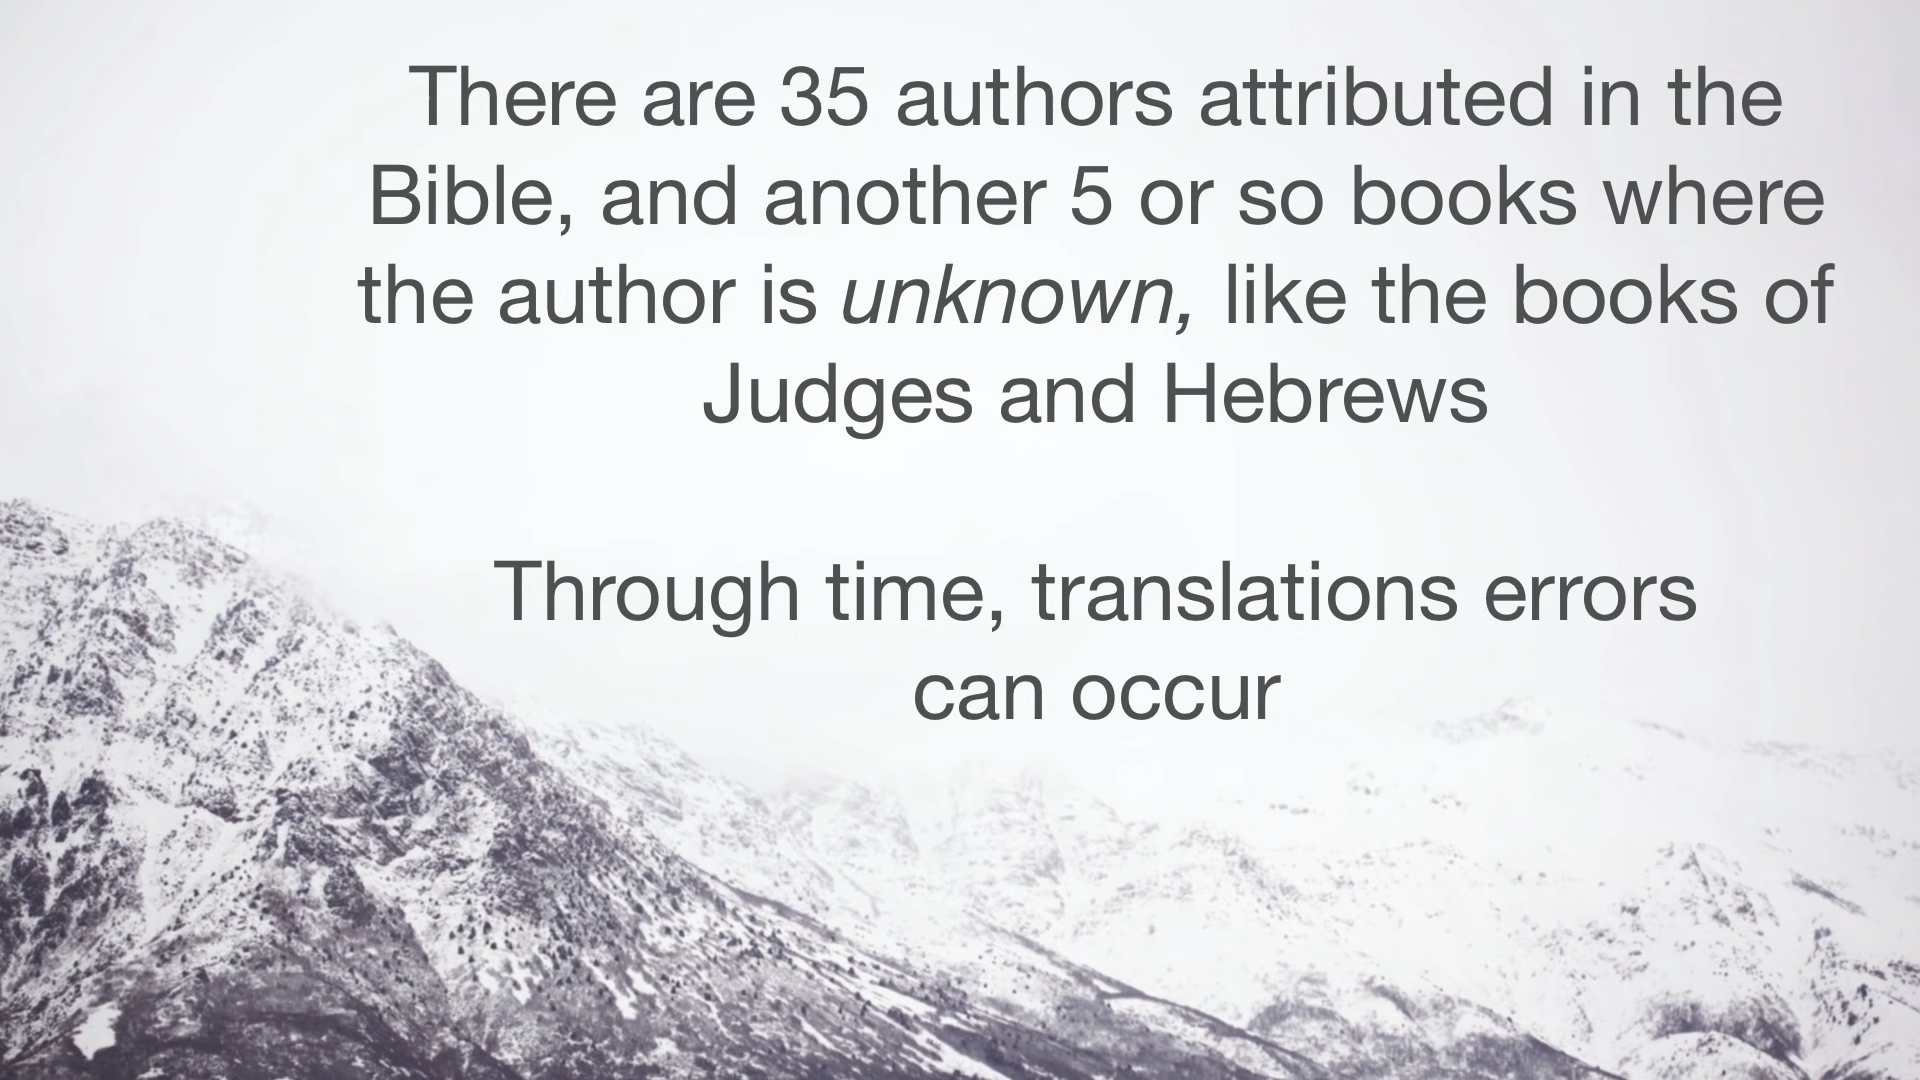 There are 35 authors attributed in the
Bible, and another 5 or so books where
the author is unknown, like the books of
Judges and Hebrews
Through time, translations errors
can occur